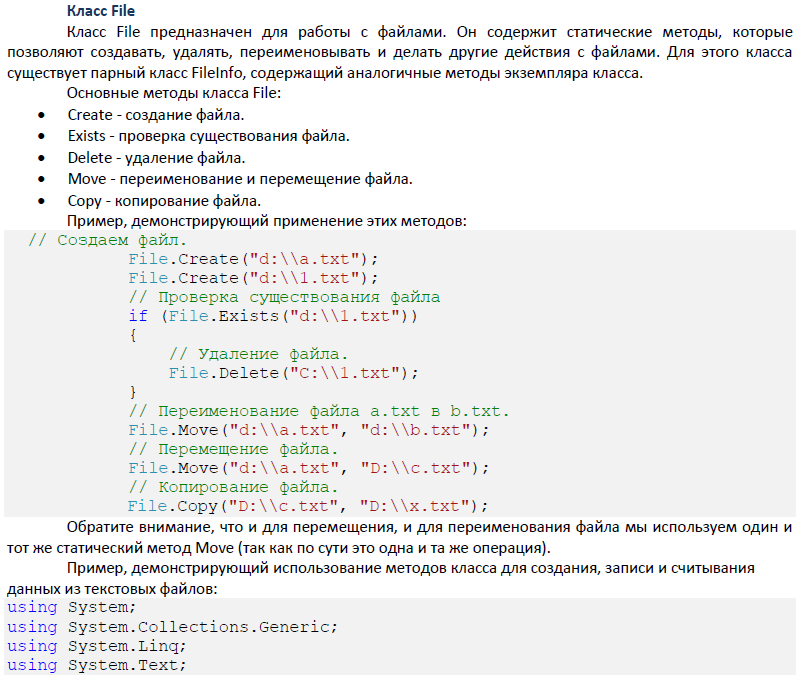 Класс File
Класс File предназначен для работы с файлами. Он содержит статические методы, которые
позволяют создавать, удалять, переименовывать и делать другие действия с файлами. Для этого класса
существует парный класс FileInfo, содержащий аналогичные методы экземпляра класса.
Основные методы класса File:
• Create - создание файла.
• Exists - проверка существования файла.
• Delete - удаление файла.
• Move - переименование и перемещение файла.
• Copy - копирование файла.
Пример, демонстрирующий применение этих методов:
// Создаем файл.
File.Create("d:\\a.txt");
File.Create("d:\\1.txt");
// Проверка существования файла
if (File.Exists("d:\\1.txt"))
{
// Удаление файла.
File.Delete("C:\\1.txt");
}
// Переименование файла a.txt в b.txt.
File.Move("d:\\a.txt", "d:\\b.txt");
// Перемещение файла.
File.Move("d:\\a.txt", "D:\\c.txt");
// Копирование файла.
File.Copy("D:\\c.txt", "D:\\x.txt");
Обратите внимание, что и для перемещения, и для переименования файла мы используем один и
тот же статический метод Move (так как по сути это одна и та же операция).
Пример, демонстрирующий использование методов класса для создания, записи и считывания
данных из текстовых файлов:
using System;
using System.Collections.Generic;
using System.Linq;
using System.Text;